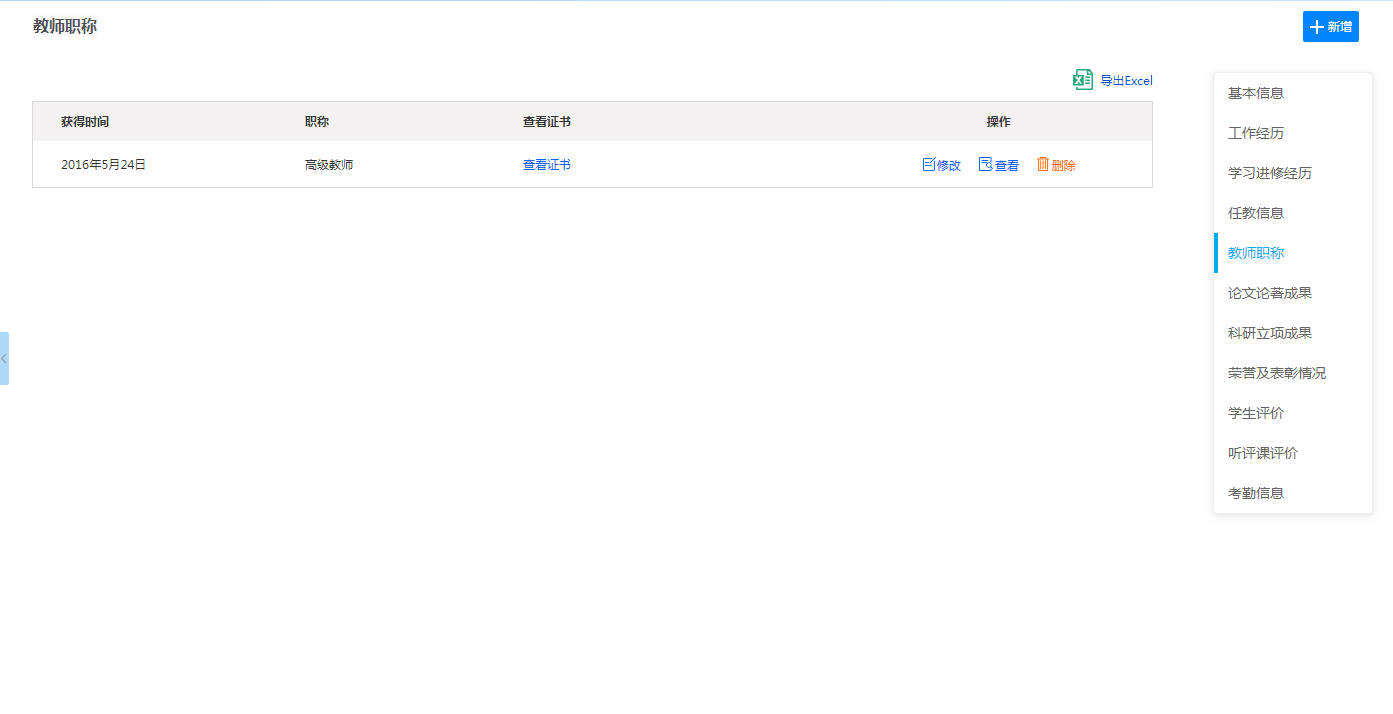 教师职称
新增
导出Excel
获得时间 职称 查看证书 操作
2016年5月24日 高级教师 查看证书 修改 查看 删除
基本信息
工作经历
学习进修经历
任教信息
教师职称
论文论著成果
科研立项成果
荣誉及表彰情况
学生评价
听评课评价
考勤信息